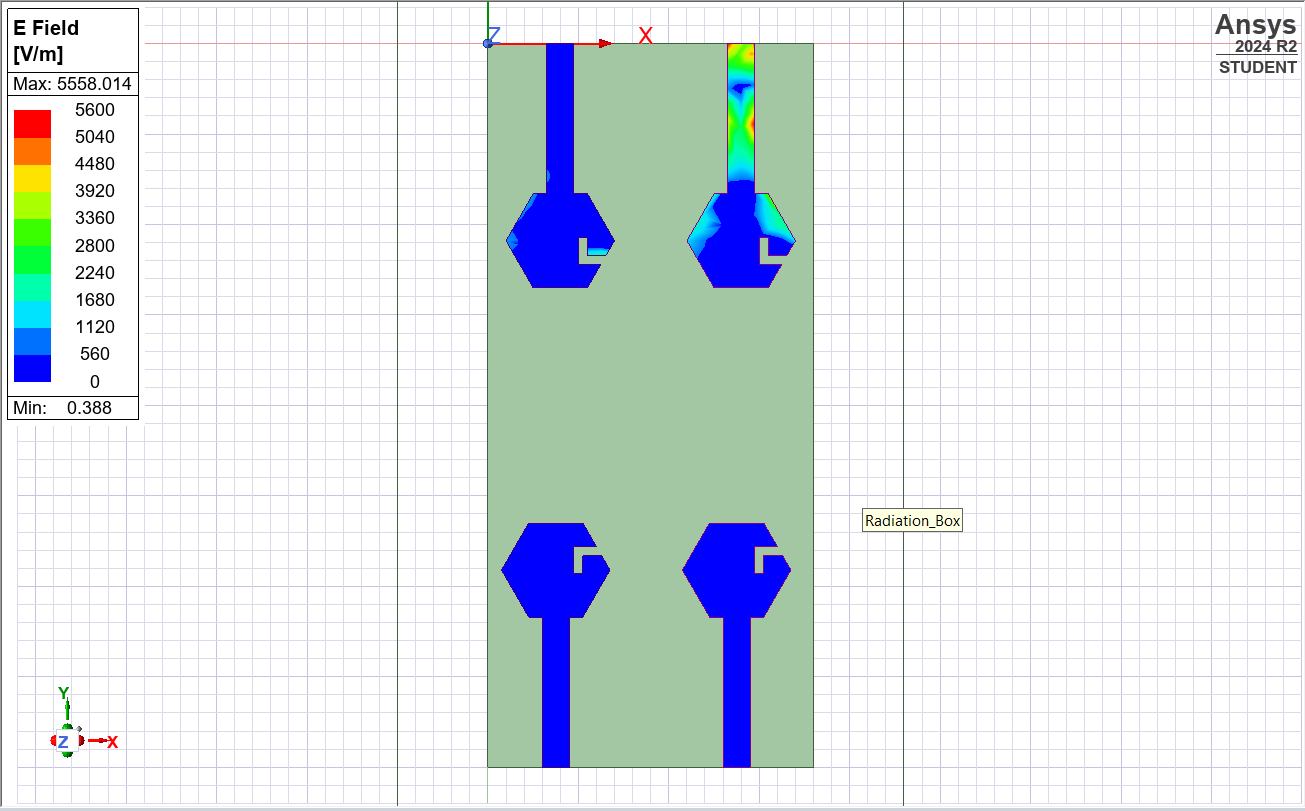 E Field
[V/m]
Max: 5558.014
5600
5040
4480
3920
3360
2800
2240
1680
1120
560
0
Min: 0.388
Z
X
Ansys
2024 R2
STUDENT
Radiation_Box
Y
Z
X